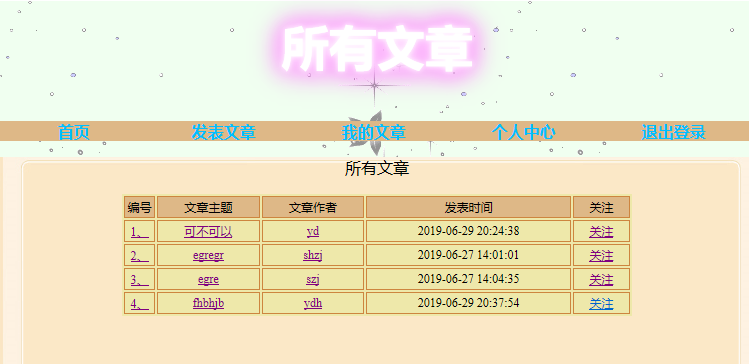 所有文章
首页 发表文章 我的文章 个人中心 退出登录
所有文章
编号 文章主题 文章作者 发表时间 关注
1、 可不可以 yd 2019-06-29 20:24:38 关注
2、 egregr shzj 2019-06-27 14:01:01 关注
3、 egre szj 2019-06-27 14:04:35 关注
4、 fhbhjb ydh 2019-06-29 20:37:54 关注